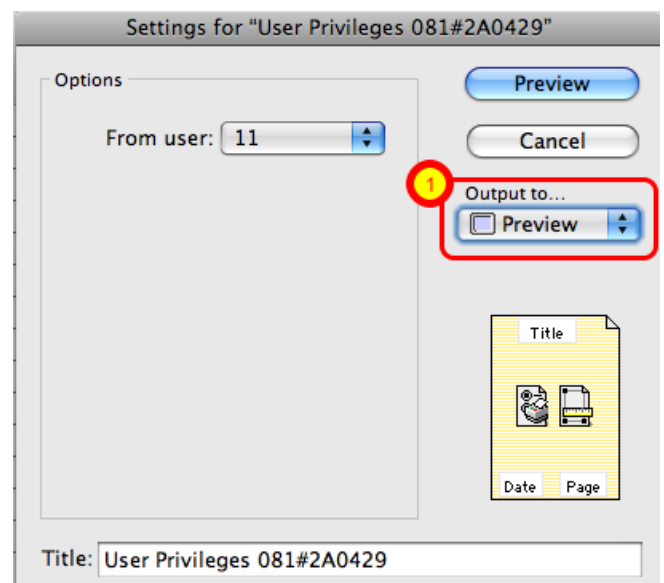 Settings for “User Privileges 081#2A0429”
Options
Preview
From user: 11
Cancel
1
Output to...
Preview
Title
Date Page
Title: User Privileges 081#2A0429